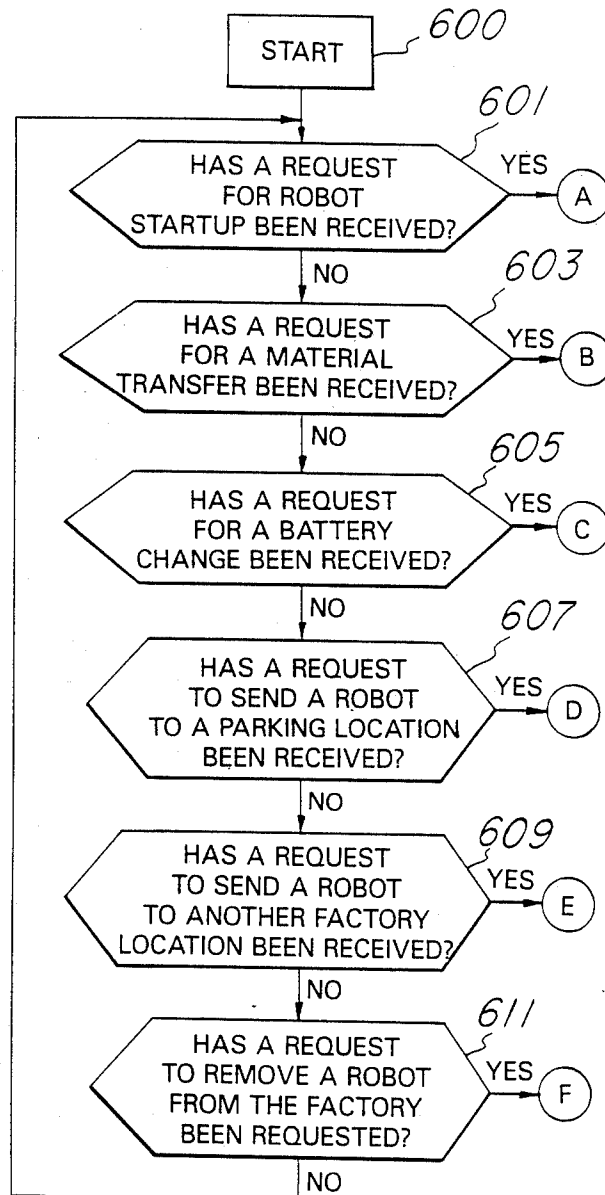 600
START
601
HAS A REQUEST
FOR ROBOT
STARTUP BEEN RECEIVED?
YES
A
NO
603
HAS A REQUEST
FOR A MATERIAL
TRANSFER BEEN RECEIVED?
YES
B
NO
605
HAS A REQUEST
FOR A BATTERY
CHANGE BEEN RECEIVED?
YES
C
NO
607
HAS A REQUEST
TO SEND A ROBOT
TO A PARKING LOCATION
BEEN RECEIVED?
YES
D
NO
609
HAS A REQUEST
TO SEND A ROBOT
TO ANOTHER FACTORY
LOCATION BEEN RECEIVED?
YES
E
NO
611
HAS A REQUEST
TO REMOVE A ROBOT
FROM THE FACTORY
BEEN REQUESTED?
YES
F
NO